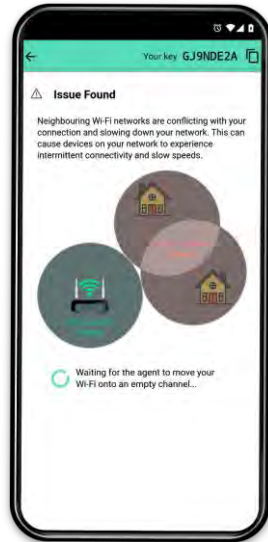 Your key GJ9NDE2A
Issue Found
Neighbouring Wi-Fi networks are conflicting with your
connection and slowing down your network. This can
cause devices on your network to experience
intermittent connectivity and slow speeds.
Waiting for the agent to move your
Wi-Fi onto an empty channel...